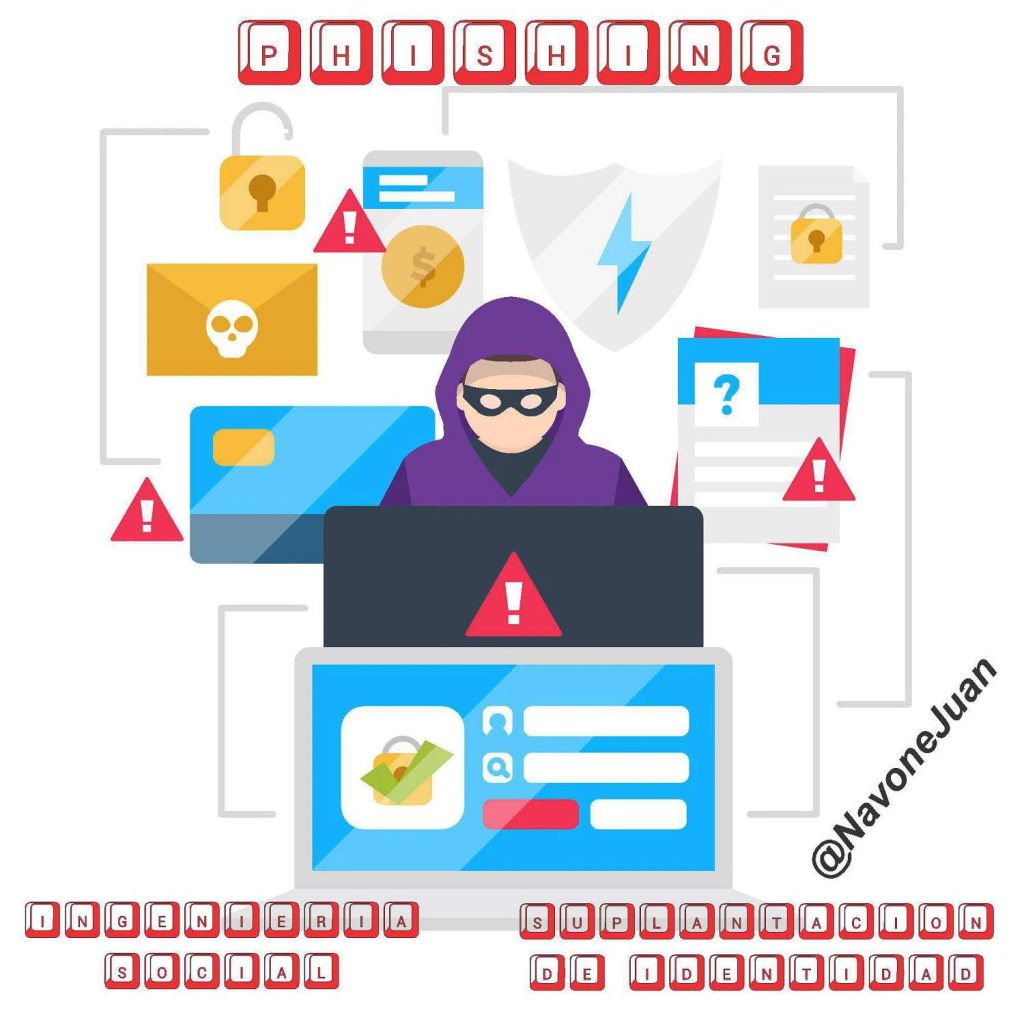 PHISHING
$
?
@NavoneJuan
INGENIERIA
SOCIAL
SUPLANTACION
DE IDENTIDAD